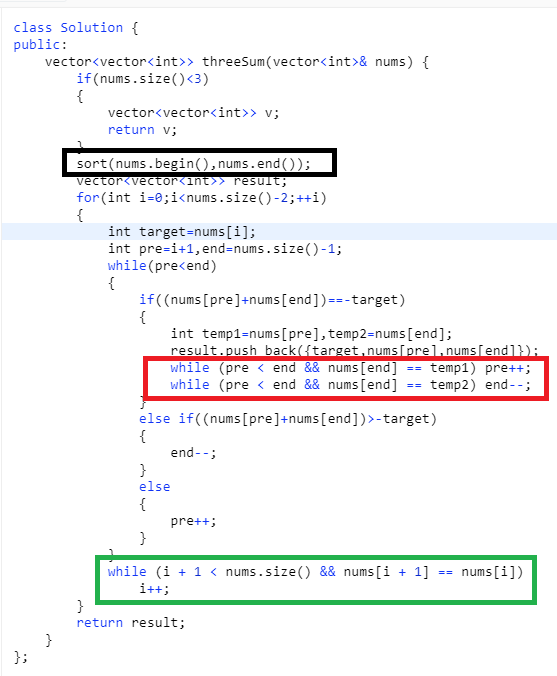 class Solution {
public:
    vector<vector<int>> threeSum(vector<int>& nums) {
        if(nums.size()<3)
        {
            vector<vector<int>> v;
            return v;
        }
        sort(nums.begin(),nums.end());
        vector<vector<int>> result;
        for(int i=0;i<nums.size()-2;++i)
        {
            int target=nums[i];
            int pre=i+1,end=nums.size()-1;
            while(pre<end)
            {
                if((nums[pre]+nums[end])==-target)
                {
                    int temp1=nums[pre],temp2=nums[end];
                    result.push_back({target,nums[pre],nums[end]});
                    while (pre < end && nums[end] == temp1) pre++;
                    while (pre < end && nums[end] == temp2) end--;
                }
                else if((nums[pre]+nums[end])>-target)
                {
                    end--;
                }
                else
                {
                    pre++;
                }
            }
            while (i + 1 < nums.size() && nums[i + 1] == nums[i])
                i++;
        }
        return result;
    }
};